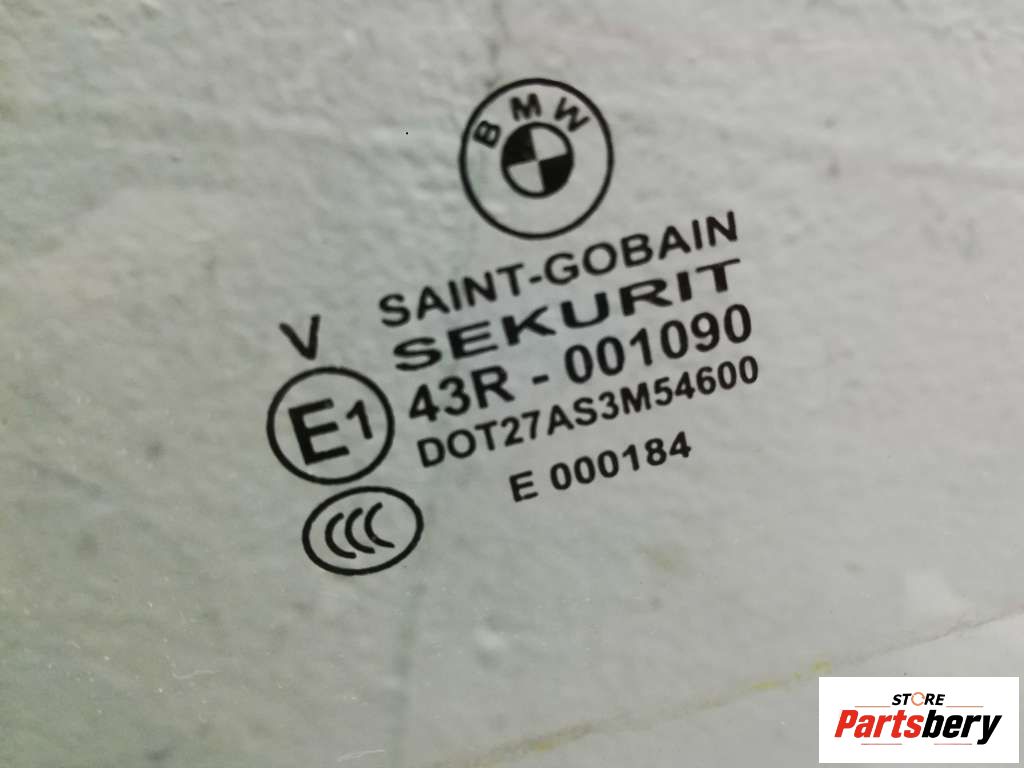 BMW
SAINT-GOBAIN
SEKURIT
V
E1
43R - 001090
DOT27AS3M54600
E 000184
CCC
STORE
Partsbery